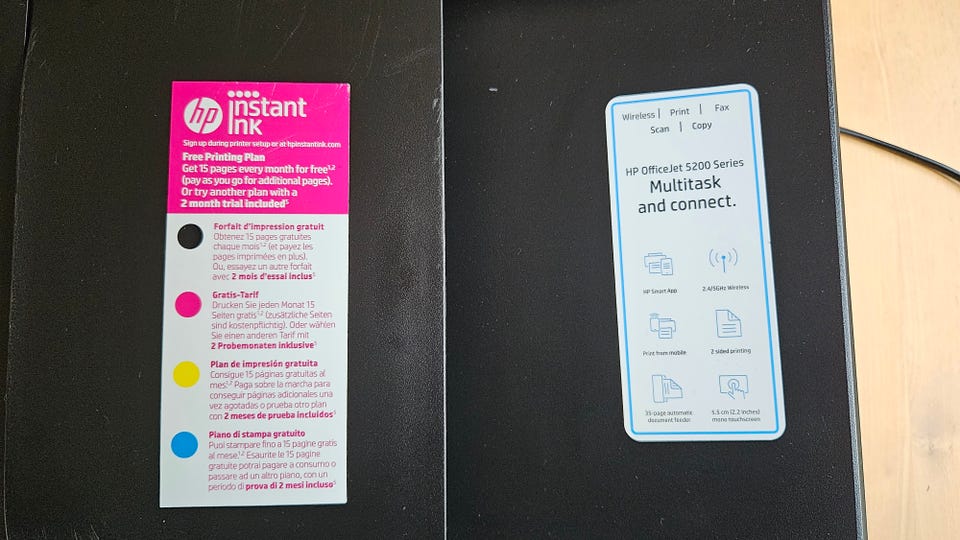 hp instant
ink
Sign up during printer setup or at hpinstantink.com
Free Printing Plan
Get 15 pages every month for free¹,²
(pay as you go for additional pages).
Or try another plan with a
2 month trial included⁵
Forfait d'impression gratuit
Obtenez 15 pages gratuites
chaque mois¹,² (et payez les
pages imprimées en plus).
Ou, essayez un autre forfait
avec 2 mois d'essai inclus⁵
Gratis-Tarif
Drucken Sie jeden Monat 15
Seiten gratis¹,² (zusätzliche Seiten
sind kostenpflichtig). Oder wählen
Sie einen anderen Tarif mit
2 Probemonaten inklusive⁵
Plan de impresión gratuita
Consigue 15 páginas gratuitas al
mes¹,² Paga sobre la marcha para
conseguir páginas adicionales una
vez agotadas o prueba otro plan
con 2 meses de prueba incluidos⁵
Piano di stampa gratuito
Puoi stampare fino a 15 pagine gratis
al mese.¹,² Esaurite le 15 pagine
gratuite potrai pagare a consumo o
passare ad un altro piano, con un
periodo di prova di 2 mesi incluso⁵
Wireless | Print | Fax
Scan | Copy
HP OfficeJet 5200 Series
Multitask
and connect.
HP Smart App
2.4/5GHz Wireless
Print from mobile
2 sided printing
35-page automatic
document feeder
5.5 cm (2.2 inches)
mono touchscreen